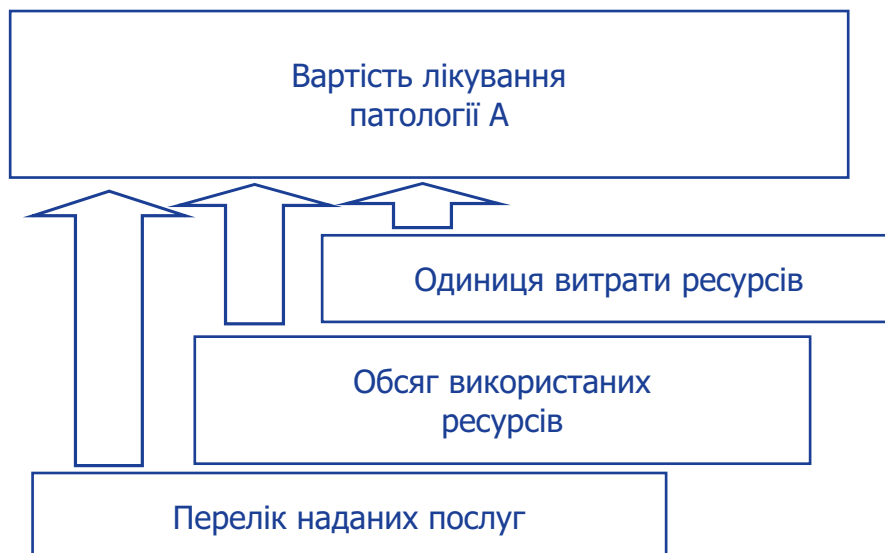 Вартість лікування
патології А
Одиниця витрати ресурсів
Обсяг використаних
ресурсів
Перелік наданих послуг